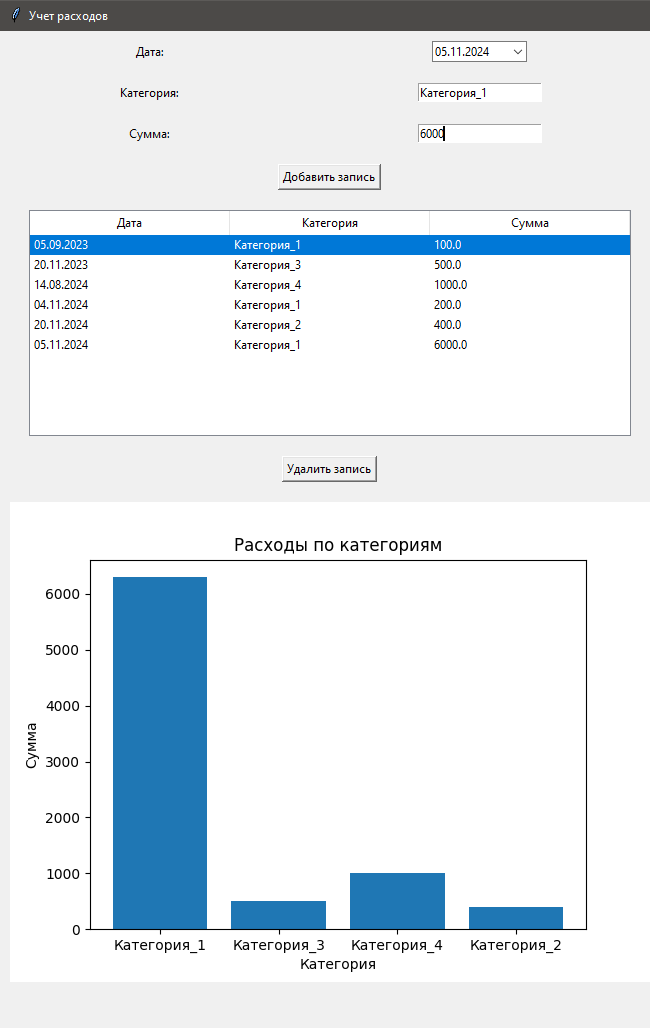 Учет расходов
Дата: 05.11.2024
Категория: Категория_1
Сумма: 6000
Добавить запись
Дата Категория Сумма
05.09.2023 Категория_1 100.0
20.11.2023 Категория_3 500.0
14.08.2024 Категория_4 1000.0
04.11.2024 Категория_1 200.0
20.11.2024 Категория_2 400.0
05.11.2024 Категория_1 6000.0
Удалить запись
Расходы по категориям
6000
5000
4000
3000
2000
1000
0
Сумма
Категория_1 Категория_3 Категория_4 Категория_2
Категория